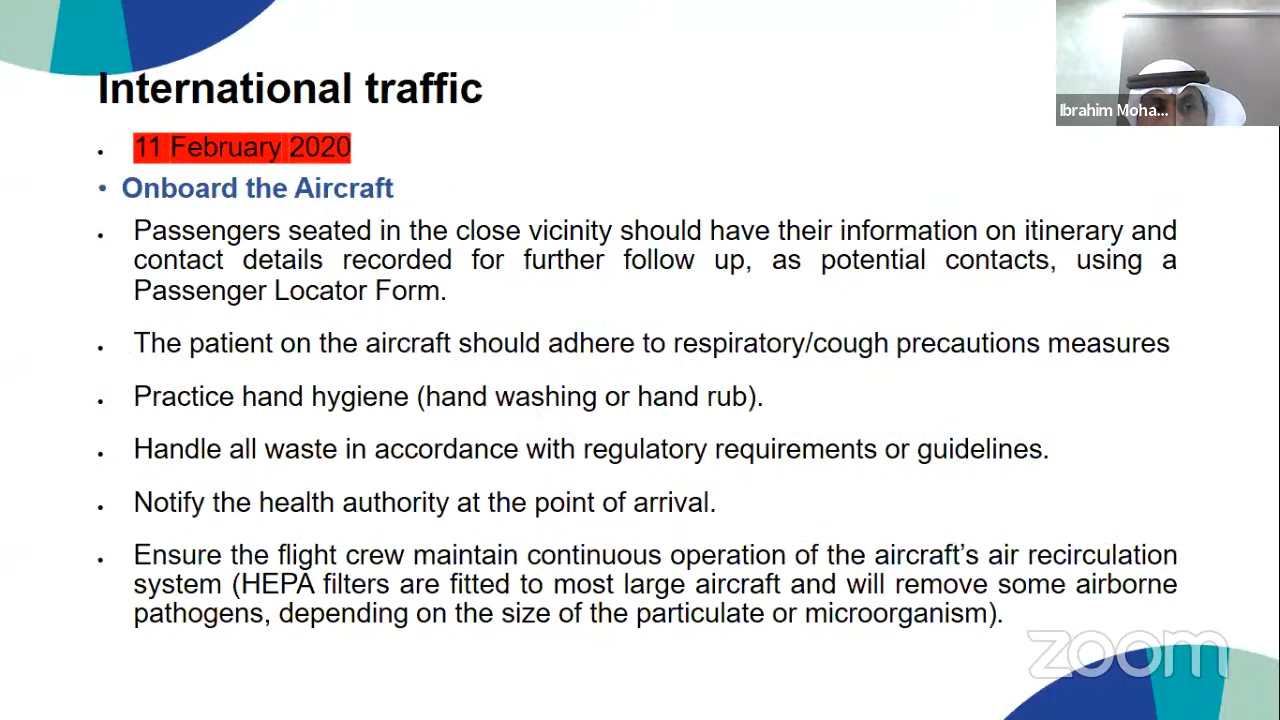 International traffic
Ibrahim Moha...
• 11 February 2020
• Onboard the Aircraft
• Passengers seated in the close vicinity should have their information on itinerary and
contact details recorded for further follow up, as potential contacts, using a
Passenger Locator Form.
• The patient on the aircraft should adhere to respiratory/cough precautions measures
• Practice hand hygiene (hand washing or hand rub).
• Handle all waste in accordance with regulatory requirements or guidelines.
• Notify the health authority at the point of arrival.
• Ensure the flight crew maintain continuous operation of the aircraft’s air recirculation
system (HEPA filters are fitted to most large aircraft and will remove some airborne
pathogens, depending on the size of the particulate or microorganism).
zoom